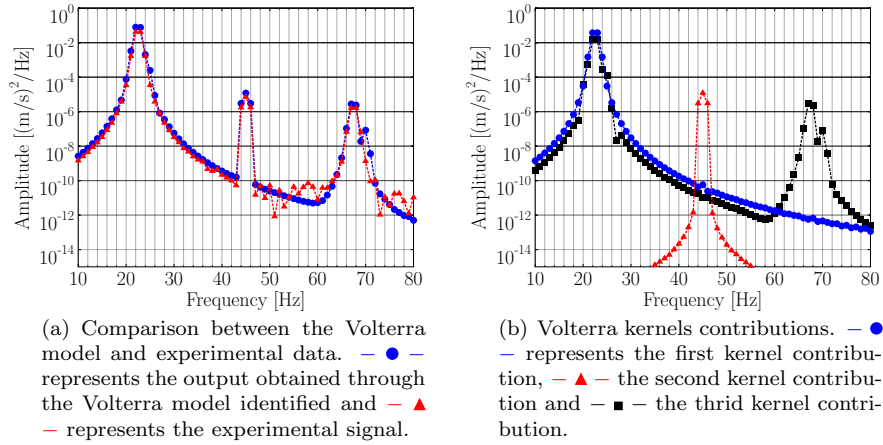 10^0
10^-2
10^-4
10^-6
10^-8
10^-10
10^-12
10^-14
Amplitude [(m/s)^2/Hz]
10 20 30 40 50 60 70 80
Frequency [Hz]
(a) Comparison between the Volterra
model and experimental data. – ● –
represents the output obtained through
the Volterra model identified and – ▲
– represents the experimental signal.
10^0
10^-2
10^-4
10^-6
10^-8
10^-10
10^-12
10^-14
Amplitude [(m/s)^2/Hz]
10 20 30 40 50 60 70 80
Frequency [Hz]
(b) Volterra kernels contributions. – ●
– represents the first kernel contribu-
tion, – ▲ – the second kernel contribu-
tion and – ■ – the thrid kernel contri-
bution.